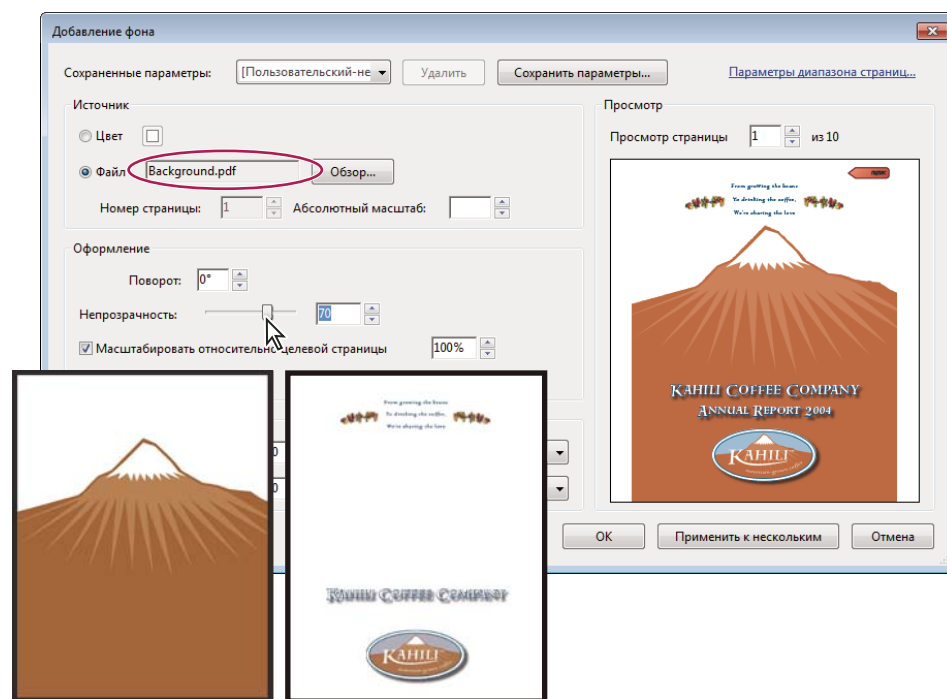 Добавление фона
Сохраненные параметры: [Пользовательский-не Удалить Сохранить параметры... Параметры диапазона страниц...
Источник
Цвет
Файл Background.pdf Обзор...
Номер страницы: 1 Абсолютный масштаб:
Оформление
Поворот: 0°
Непрозрачность: 70
Масштабировать относительно целевой страницы 100%
0
0
Просмотр
Просмотр страницы 1 из 10
From growing the beans
To drinking the coffee,
We're sharing the love
KAHILI COFFEE COMPANY
ANNUAL REPORT 2004
KAHILI
OK Применить к нескольким Отмена
From growing the beans
To drinking the coffee,
We're sharing the love
KAHILI COFFEE COMPANY
KAHILI